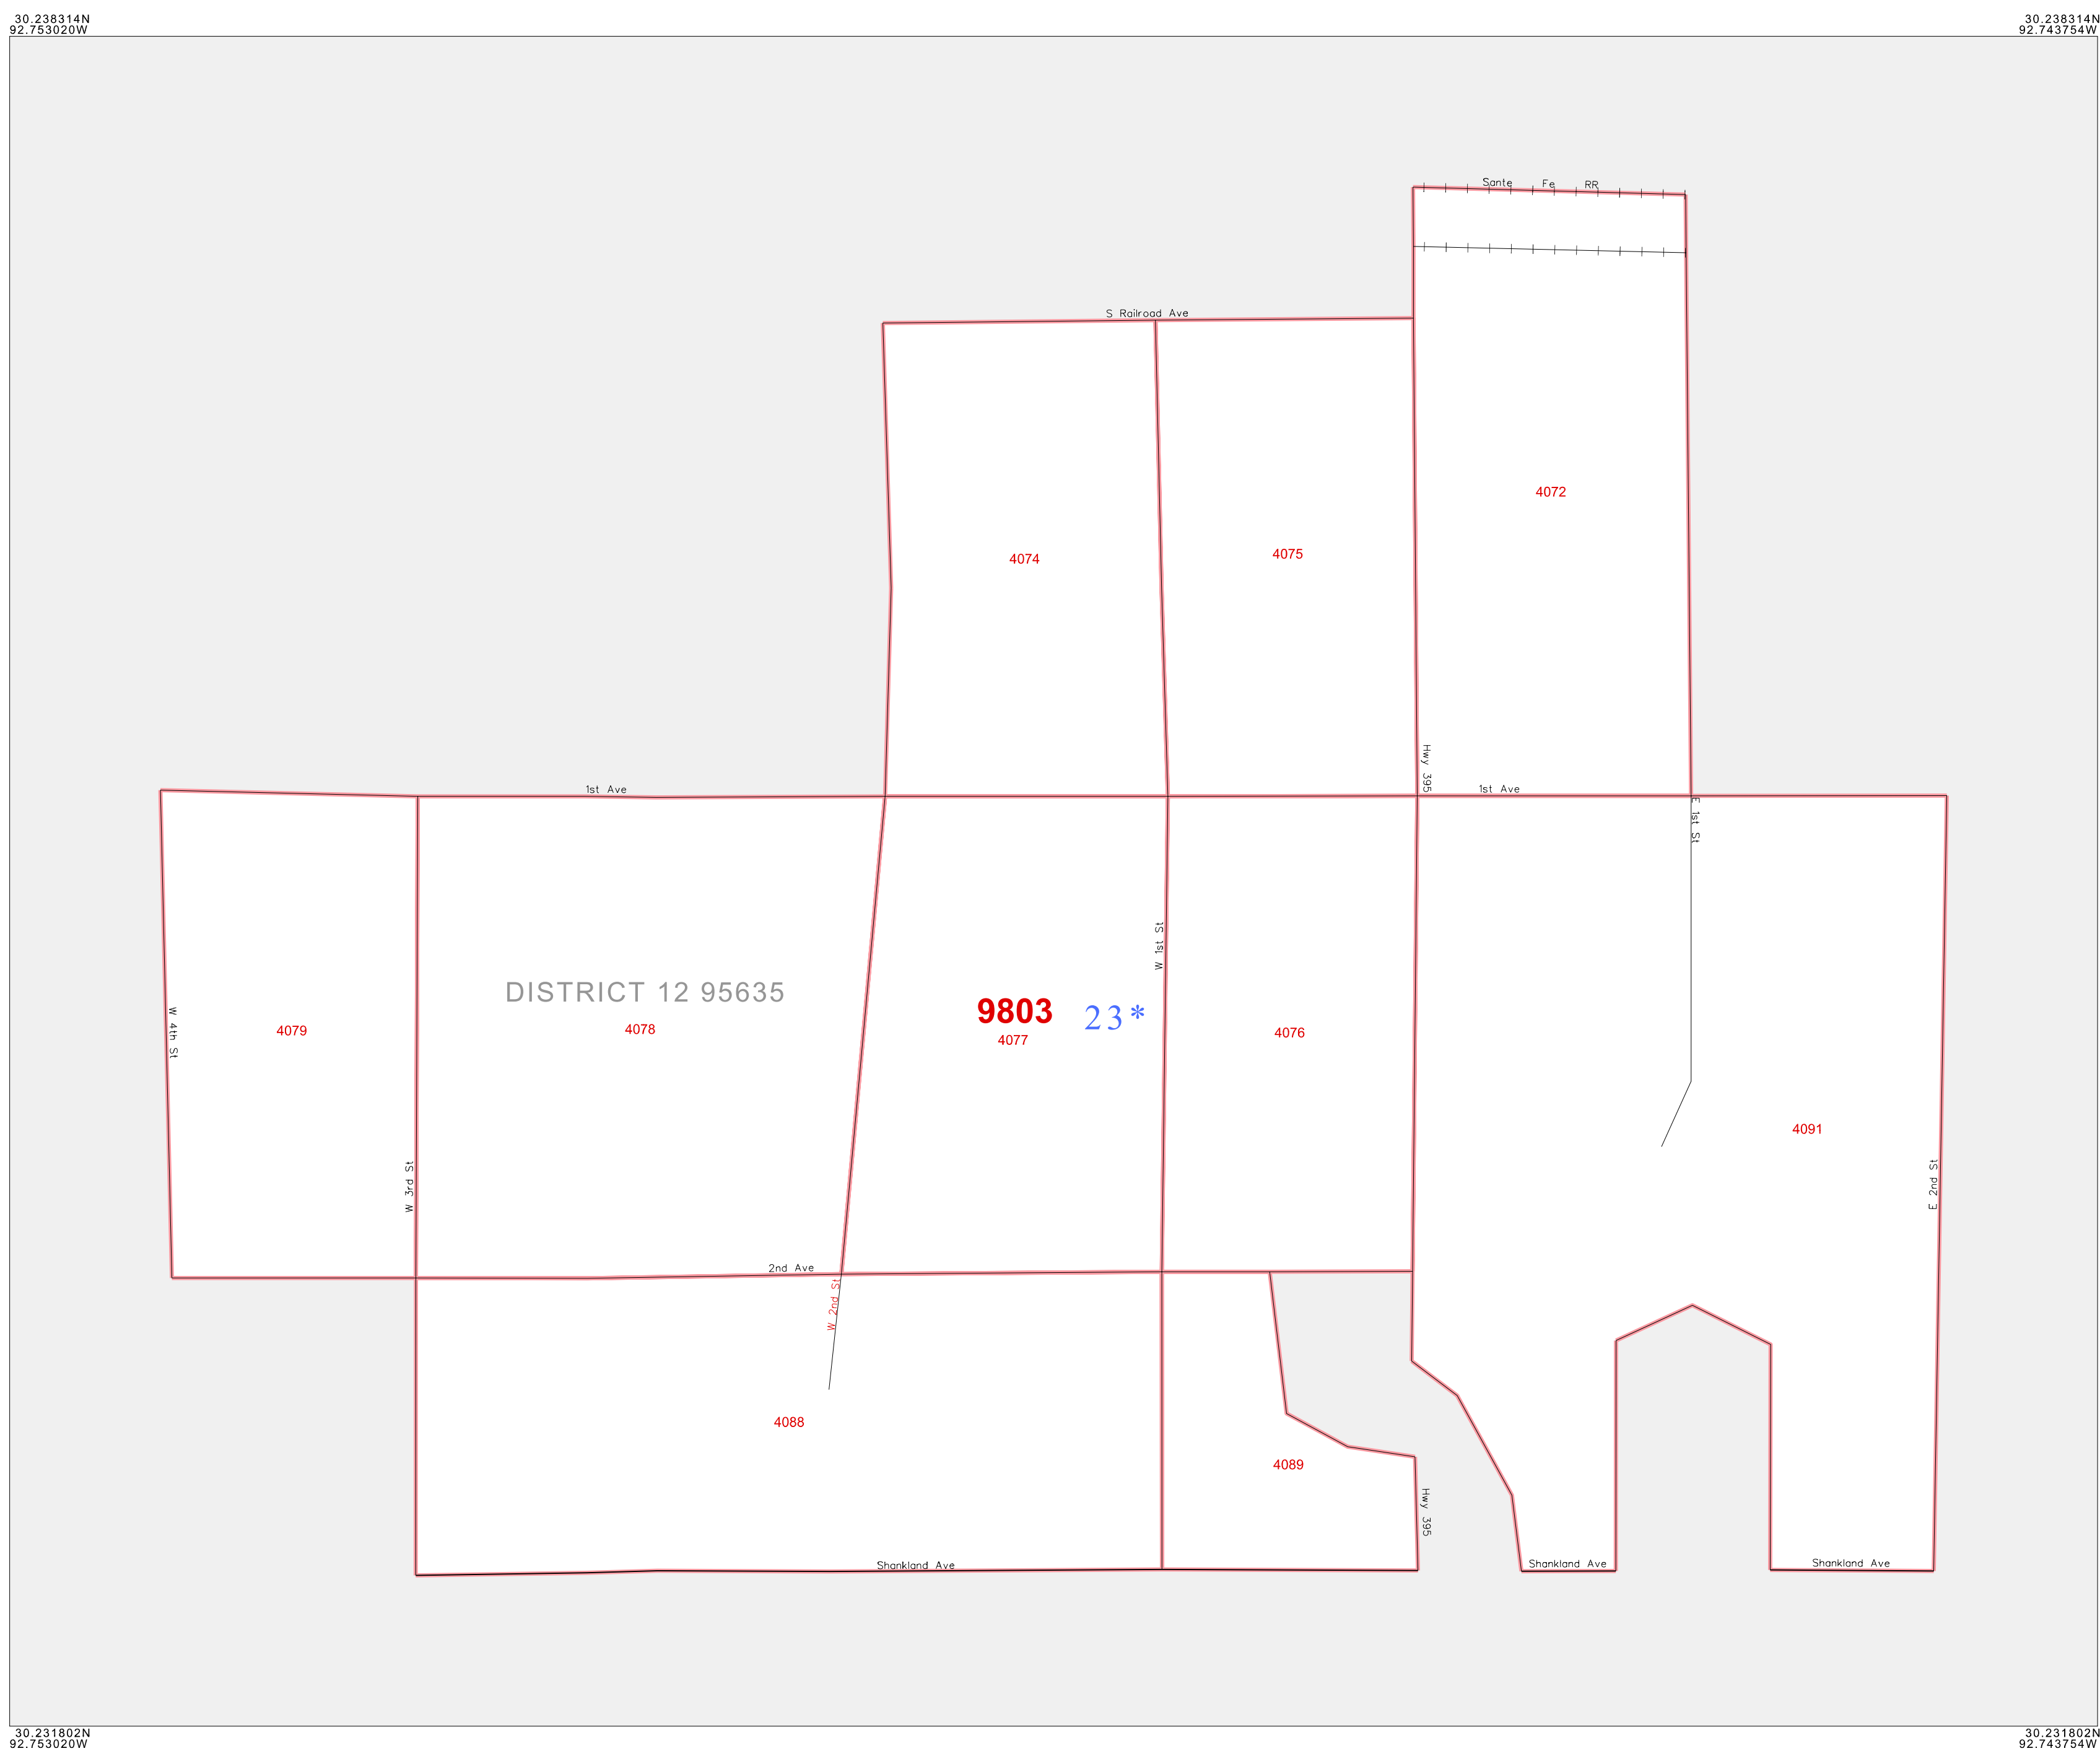 30.238314N
92.753020W
30.238314N
92.743754W
Sante Fe RR
S Railroad Ave
4072
4074
4075
Hwy 395
1st Ave
1st Ave
E 1st St
W 1st St
DISTRICT 12 95635
9803
23*
W 4th St
4079
4078
4077
4076
4091
W 3rd St
E 2nd St
2nd Ave
W 2nd St
4088
4089
Hwy 395
Shankland Ave
Shankland Ave
Shankland Ave
30.231802N
92.753020W
30.231802N
92.743754W